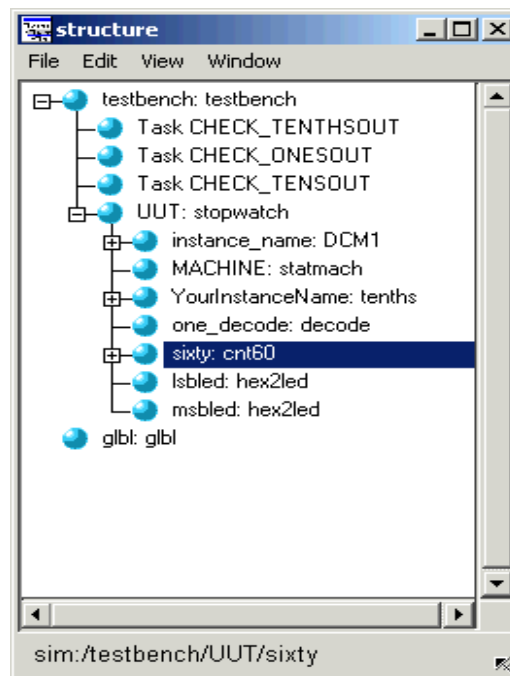 structure
File Edit View Window
testbench: testbench
Task CHECK_TENTHSOUT
Task CHECK_ONESOUT
Task CHECK_TENSOUT
UUT: stopwatch
instance_name: DCM1
MACHINE: statmach
YourInstanceName: tenths
one_decode: decode
sixty: cnt60
lsbled: hex2led
msbled: hex2led
glbl: glbl
sim:/testbench/UUT/sixty